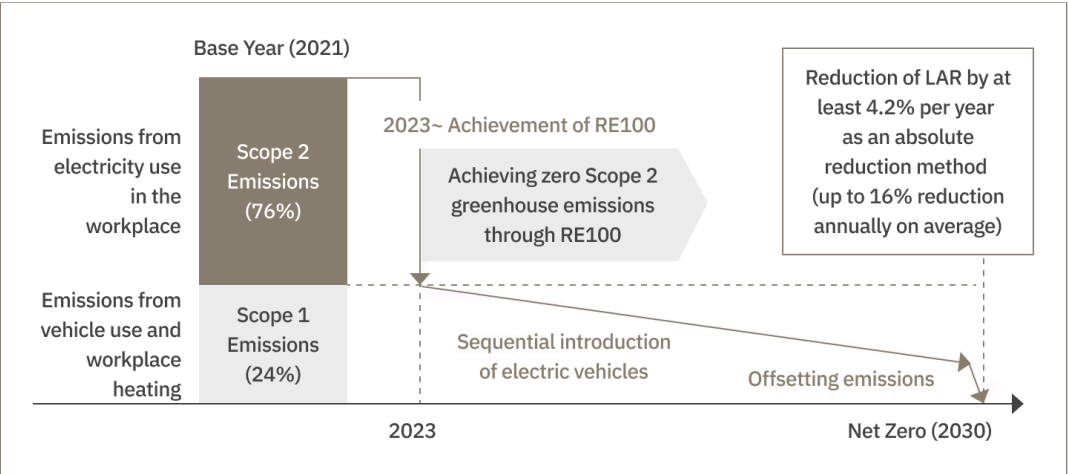 Base Year (2021)
Emissions from
electricity use
in the
workplace
Scope 2
Emissions
(76%)
2023~ Achievement of RE100
Achieving zero Scope 2
greenhouse emissions
through RE100
Reduction of LAR by at
least 4.2% per year
as an absolute
reduction method
(up to 16% reduction
annually on average)
Emissions from
vehicle use and
workplace
heating
Scope 1
Emissions
(24%)
Sequential introduction
of electric vehicles
Offsetting emissions
2023
Net Zero (2030)